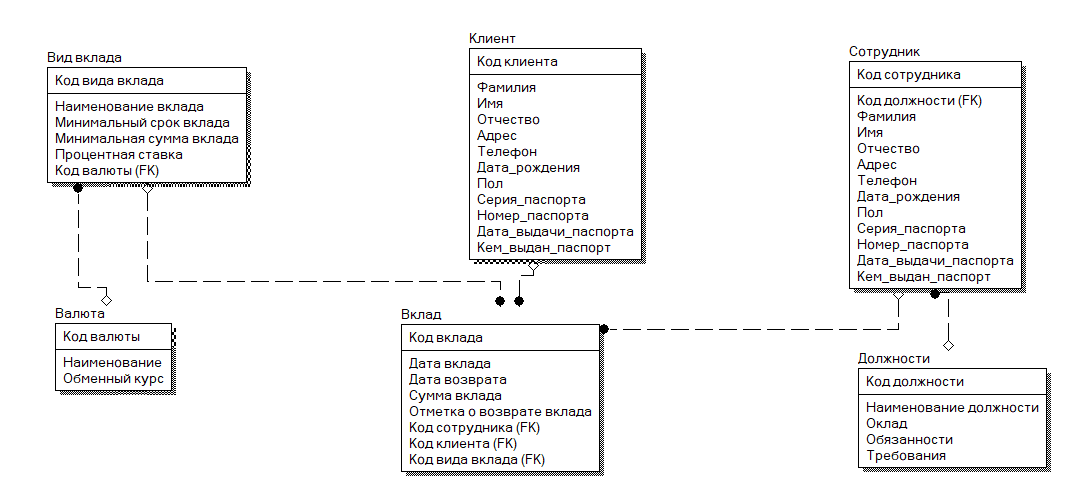 Вид вклада
Код вида вклада
Наименование вклада
Минимальный срок вклада
Минимальная сумма вклада
Процентная ставка
Код валюты (FK)
Клиент
Код клиента
Фамилия
Имя
Отчество
Адрес
Телефон
Дата_рождения
Пол
Серия_паспорта
Номер_паспорта
Дата_выдачи_паспорта
Кем_выдан_паспорт
Сотрудник
Код сотрудника
Код должности (FK)
Фамилия
Имя
Отчество
Адрес
Телефон
Дата_рождения
Пол
Серия_паспорта
Номер_паспорта
Дата_выдачи_паспорта
Кем_выдан_паспорт
Валюта
Код валюты
Наименование
Обменный курс
Вклад
Код вклада
Дата вклада
Дата возврата
Сумма вклада
Отметка о возврате вклада
Код сотрудника (FK)
Код клиента (FK)
Код вида вклада (FK)
Должности
Код должности
Наименование должности
Оклад
Обязанности
Требования